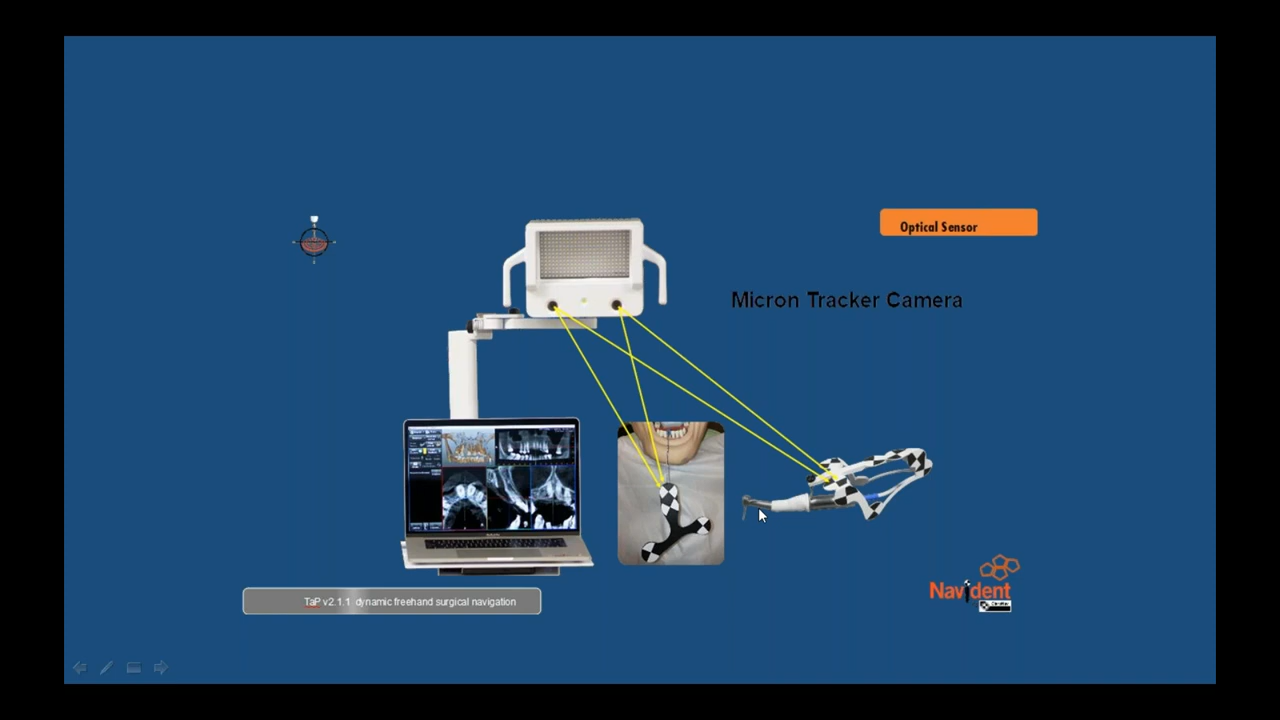 Optical Sensor
Micron Tracker Camera
TaP v2.1.1 dynamic freehand surgical navigation
Navident